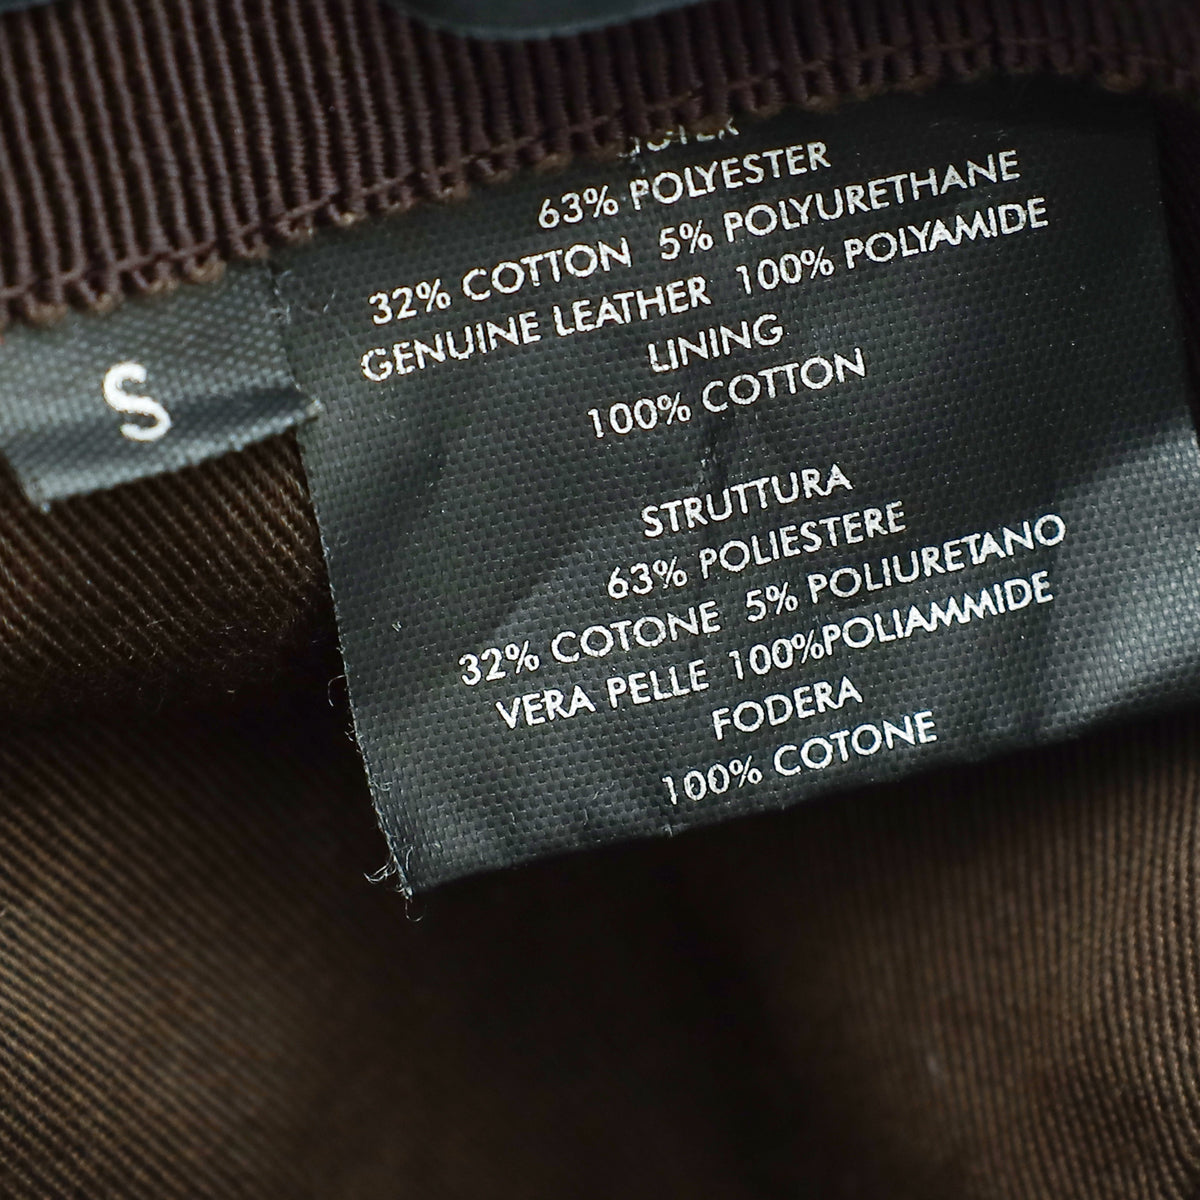 OUTER
63% POLYESTER
32% COTTON 5% POLYURETHANE
GENUINE LEATHER 100% POLYAMIDE
LINING
100% COTTON
STRUTTURA
63% POLIESTERE
32% COTONE 5% POLIURETANO
VERA PELLE 100%POLIAMMIDE
FODERA
100% COTONE
S